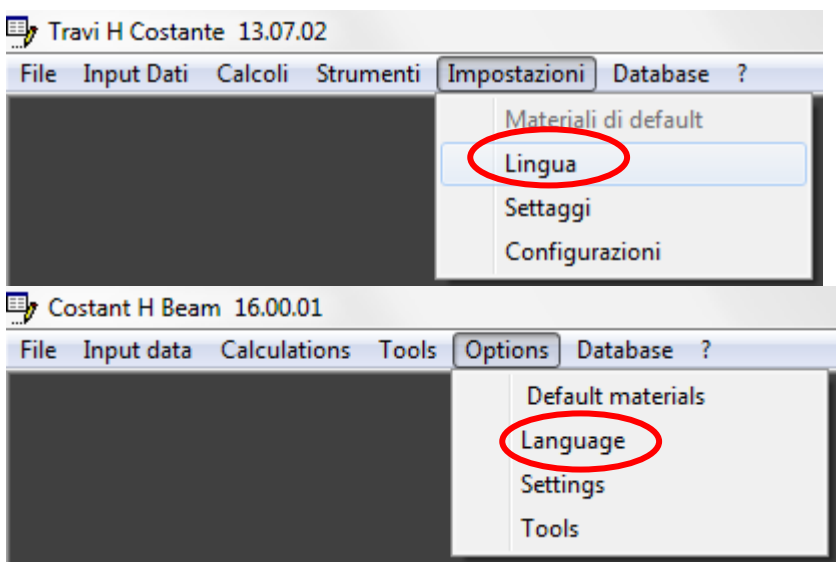 Travi H Costante 13.07.02
File Input Dati Calcoli Strumenti Impostazioni Database ?
Materiali di default
Lingua
Settaggi
Configurazioni
Costant H Beam 16.00.01
File Input data Calculations Tools Options Database ?
Default materials
Language
Settings
Tools